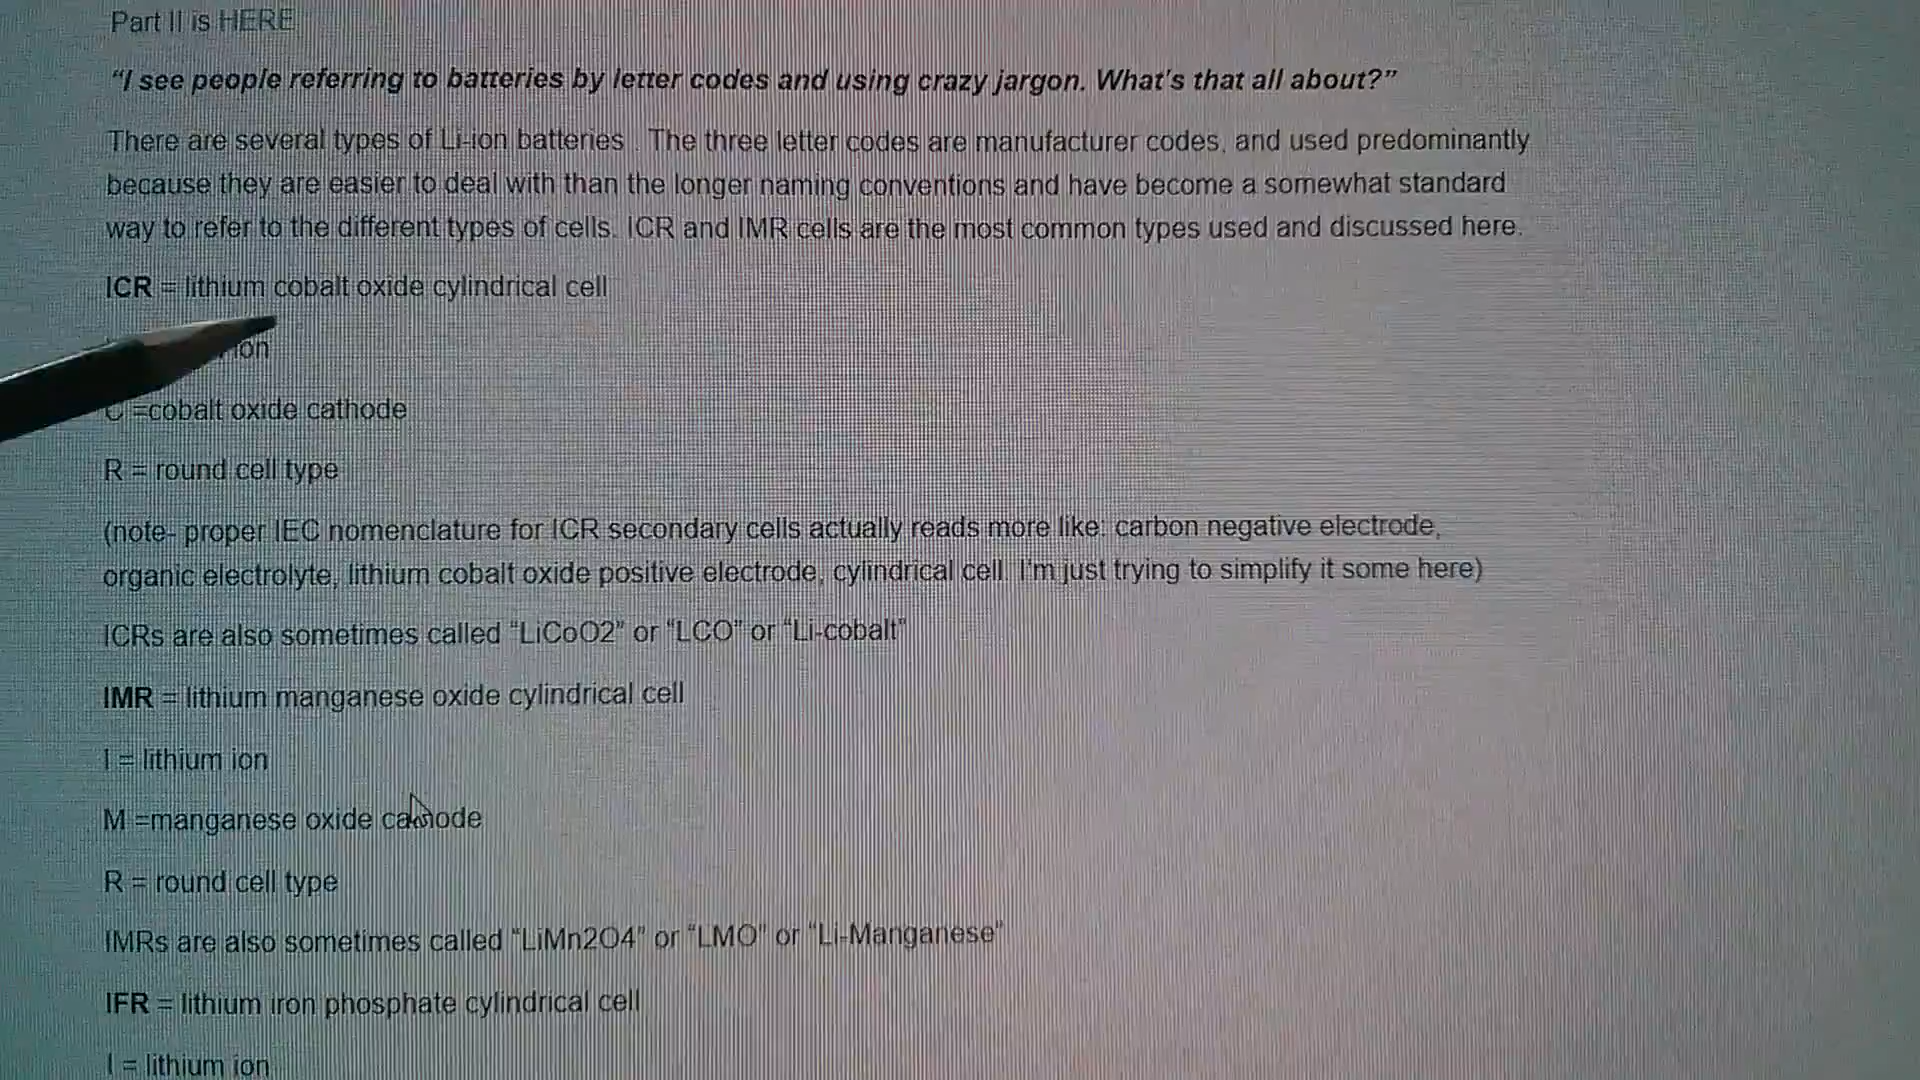 Part II is HERE
“I see people referring to batteries by letter codes and using crazy jargon. What's that all about?”
There are several types of Li-ion batteries . The three letter codes are manufacturer codes, and used predominantly
because they are easier to deal with than the longer naming conventions and have become a somewhat standard
way to refer to the different types of cells. ICR and IMR cells are the most common types used and discussed here.
ICR = lithium cobalt oxide cylindrical cell
ion
C =cobalt oxide cathode
R = round cell type
(note- proper IEC nomenclature for ICR secondary cells actually reads more like: carbon negative electrode,
organic electrolyte, lithium cobalt oxide positive electrode, cylindrical cell. I'm just trying to simplify it some here)
ICRs are also sometimes called “LiCoO2” or “LCO” or “Li-cobalt”
IMR = lithium manganese oxide cylindrical cell
I = lithium ion
M =manganese oxide cathode
R = round cell type
IMRs are also sometimes called “LiMn2O4” or “LMO” or “Li-Manganese”
IFR = lithium iron phosphate cylindrical cell
I = lithium ion